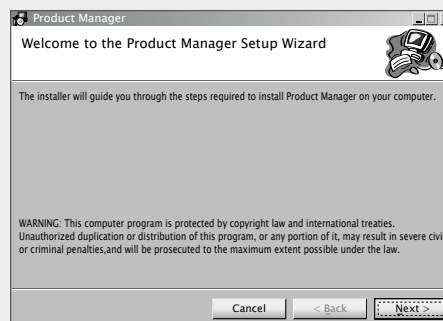 Product Manager
Welcome to the Product Manager Setup Wizard
The installer will guide you through the steps required to install Product Manager on your computer.
WARNING: This computer program is protected by copyright law and international treaties.
Unauthorized duplication or distribution of this program, or any portion of it, may result in severe civi
or criminal penalties,and will be prosecuted to the maximum extent possible under the law.
Cancel
< Back
Next >